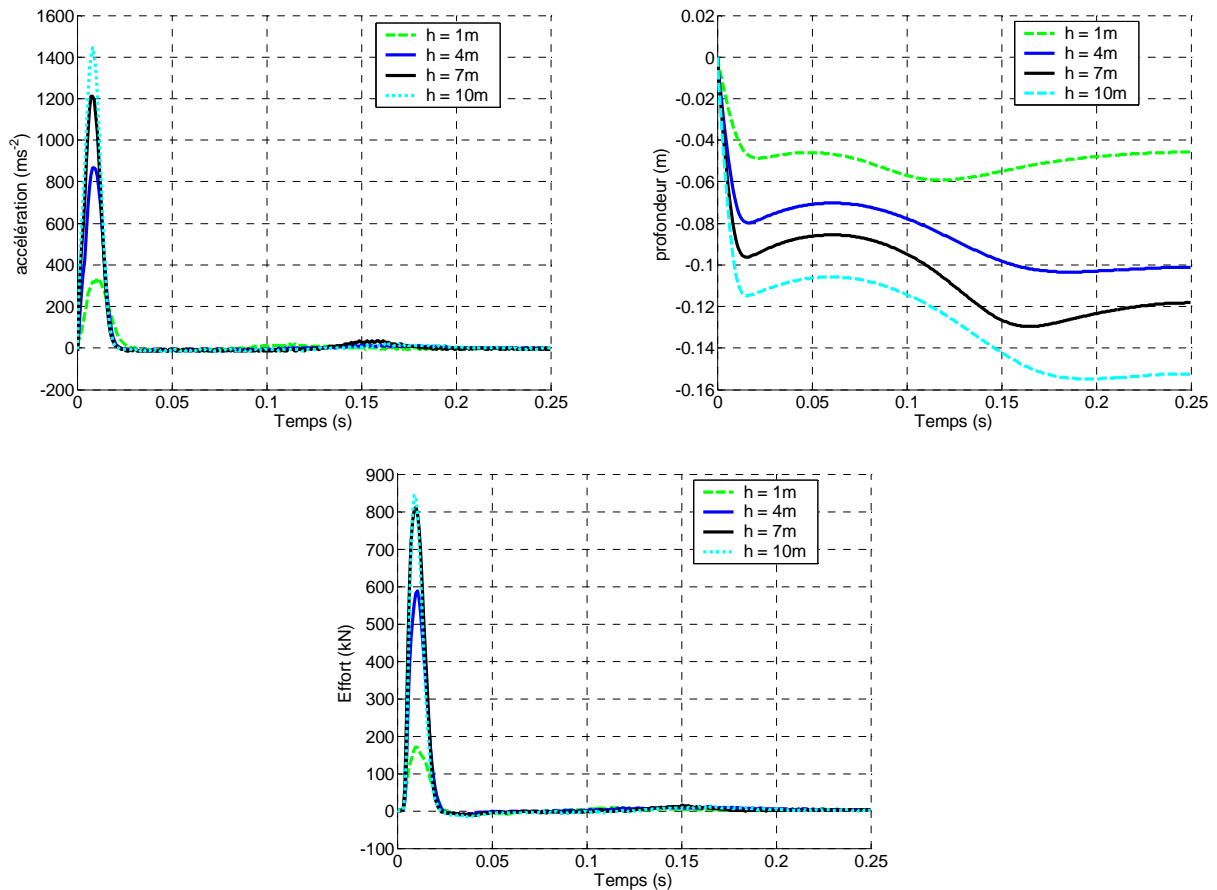 1600
1400
1200
1000
800
600
400
200
0
-200
accélération (ms-2)
0
0.05
0.1
0.15
0.2
0.25
Temps (s)
h = 1m
h = 4m
h = 7m
h = 10m
0
-0.02
-0.04
-0.06
-0.08
-0.1
-0.12
-0.14
-0.16
profondeur (m)
0
0.05
0.1
0.15
0.2
0.25
Temps (s)
h = 1m
h = 4m
h = 7m
h = 10m
900
800
700
600
500
400
300
200
100
0
-100
Effort (kN)
0
0.05
0.1
0.15
0.2
0.25
Temps (s)
h = 1m
h = 4m
h = 7m
h = 10m